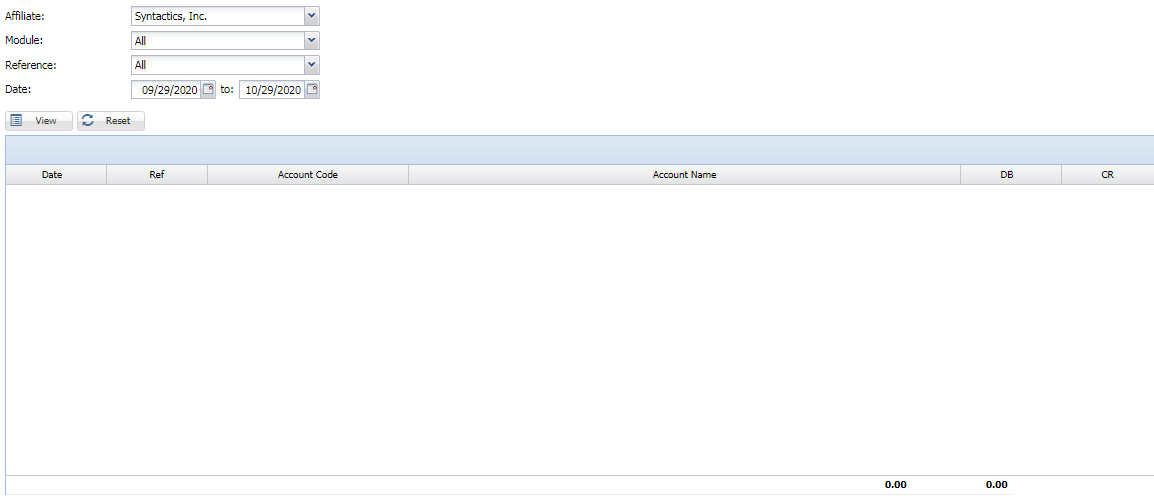 Affiliate: Syntactics, Inc.
Module: All
Reference: All
Date: 09/29/2020 to: 10/29/2020
View Reset
Date Ref Account Code Account Name DB CR
0.00 0.00